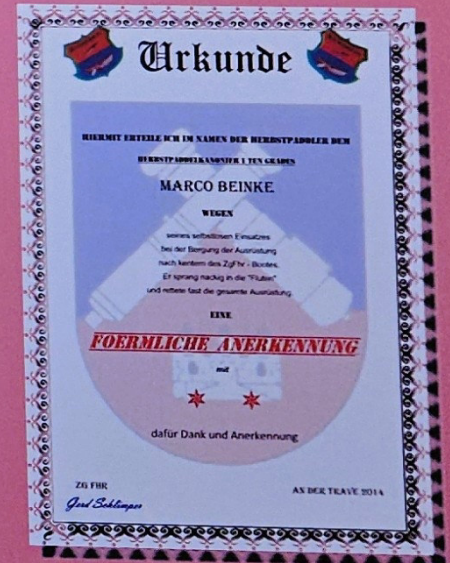 Urkunde
HIERMIT ERTEILE ICH IM NAMEN DER HERBSTPADDLER DEM
HERBSTPADDELKANONIER 1 TEN GRADES
MARCO BEINKE
WEGEN
seines selbstlosen Einsatzes
bei der Bergung der Ausrüstung
nach kentern des ZgFhr - Bootes.
Er sprang nackig in die "Fluten"
und rettete fast die gesamte Ausrüstung
EINE
FOERMLICHE ANERKENNUNG
mit
dafür Dank und Anerkennung
ZG FHR
AN DER TRAVE 2014
Gerd Schlimper